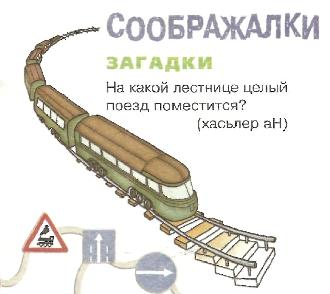 СООБРАЖАЛКИ
ЗАГАДКИ
На какой лестнице целый
поезд поместится?
(хасьлер аН)